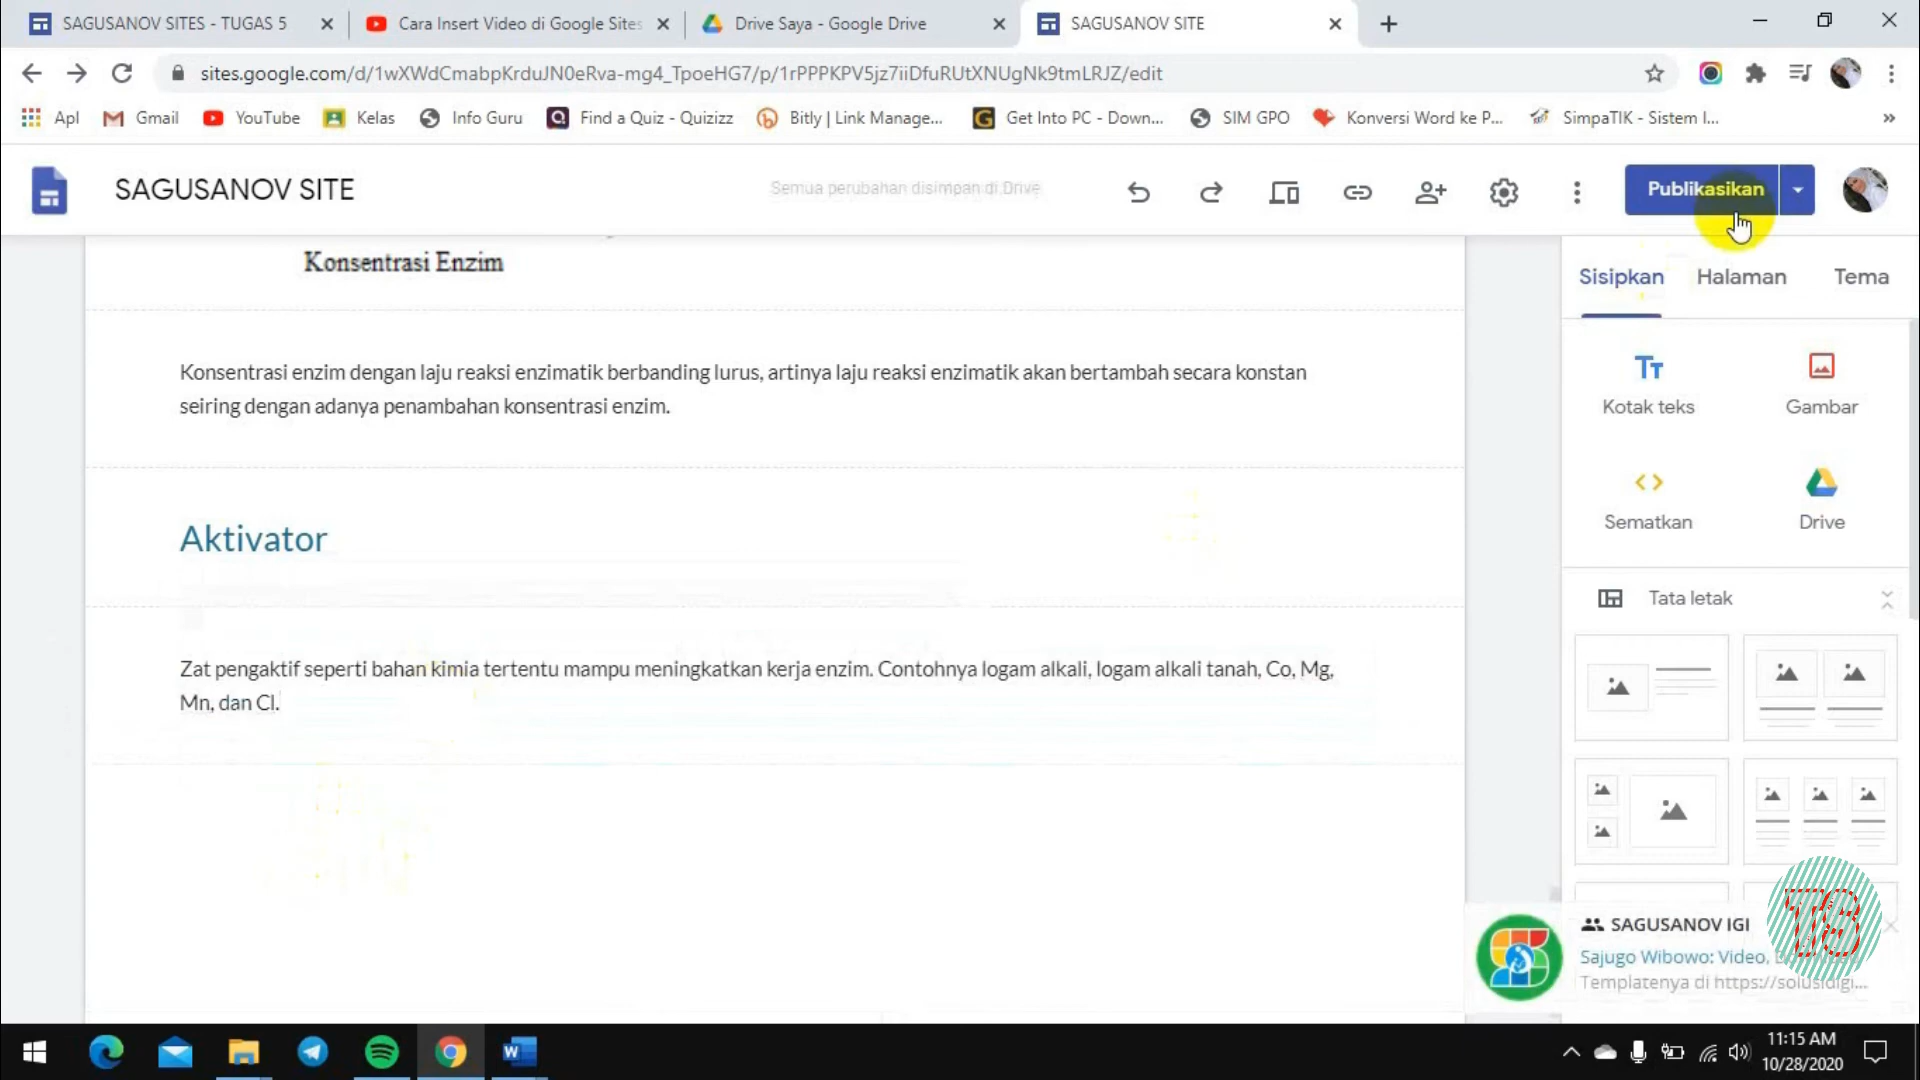 SAGUSANOV SITES - TUGAS 5
Cara Insert Video di Google Sites
Drive Saya - Google Drive
SAGUSANOV SITE
sites.google.com/d/1wXWdCmabpKrduJN0eRva-mg4_TpoeHG7/p/1rPPPKPV5jz7iiDfuRUtXNUgNk9tmLRJZ/edit
Apl
Gmail
YouTube
Kelas
Info Guru
Find a Quiz - Quizizz
Bitly | Link Manage...
Get Into PC - Down...
SIM GPO
Konversi Word ke P...
SimpaTIK - Sistem I...
SAGUSANOV SITE
Semua perubahan disimpan di Drive
Publikasikan
Konsentrasi Enzim
Konsentrasi enzim dengan laju reaksi enzimatik berbanding lurus, artinya laju reaksi enzimatik akan bertambah secara konstan
seiring dengan adanya penambahan konsentrasi enzim.
Aktivator
Zat pengaktif seperti bahan kimia tertentu mampu meningkatkan kerja enzim. Contohnya logam alkali, logam alkali tanah, Co, Mg,
Mn, dan Cl.
Sisipkan
Halaman
Tema
Kotak teks
Gambar
Sematkan
Drive
Tata letak
SAGUSANOV IGI
Sajugo Wibowo: Video,
Templatenya di https://solusidigi...
TB
11:15 AM
10/28/2020